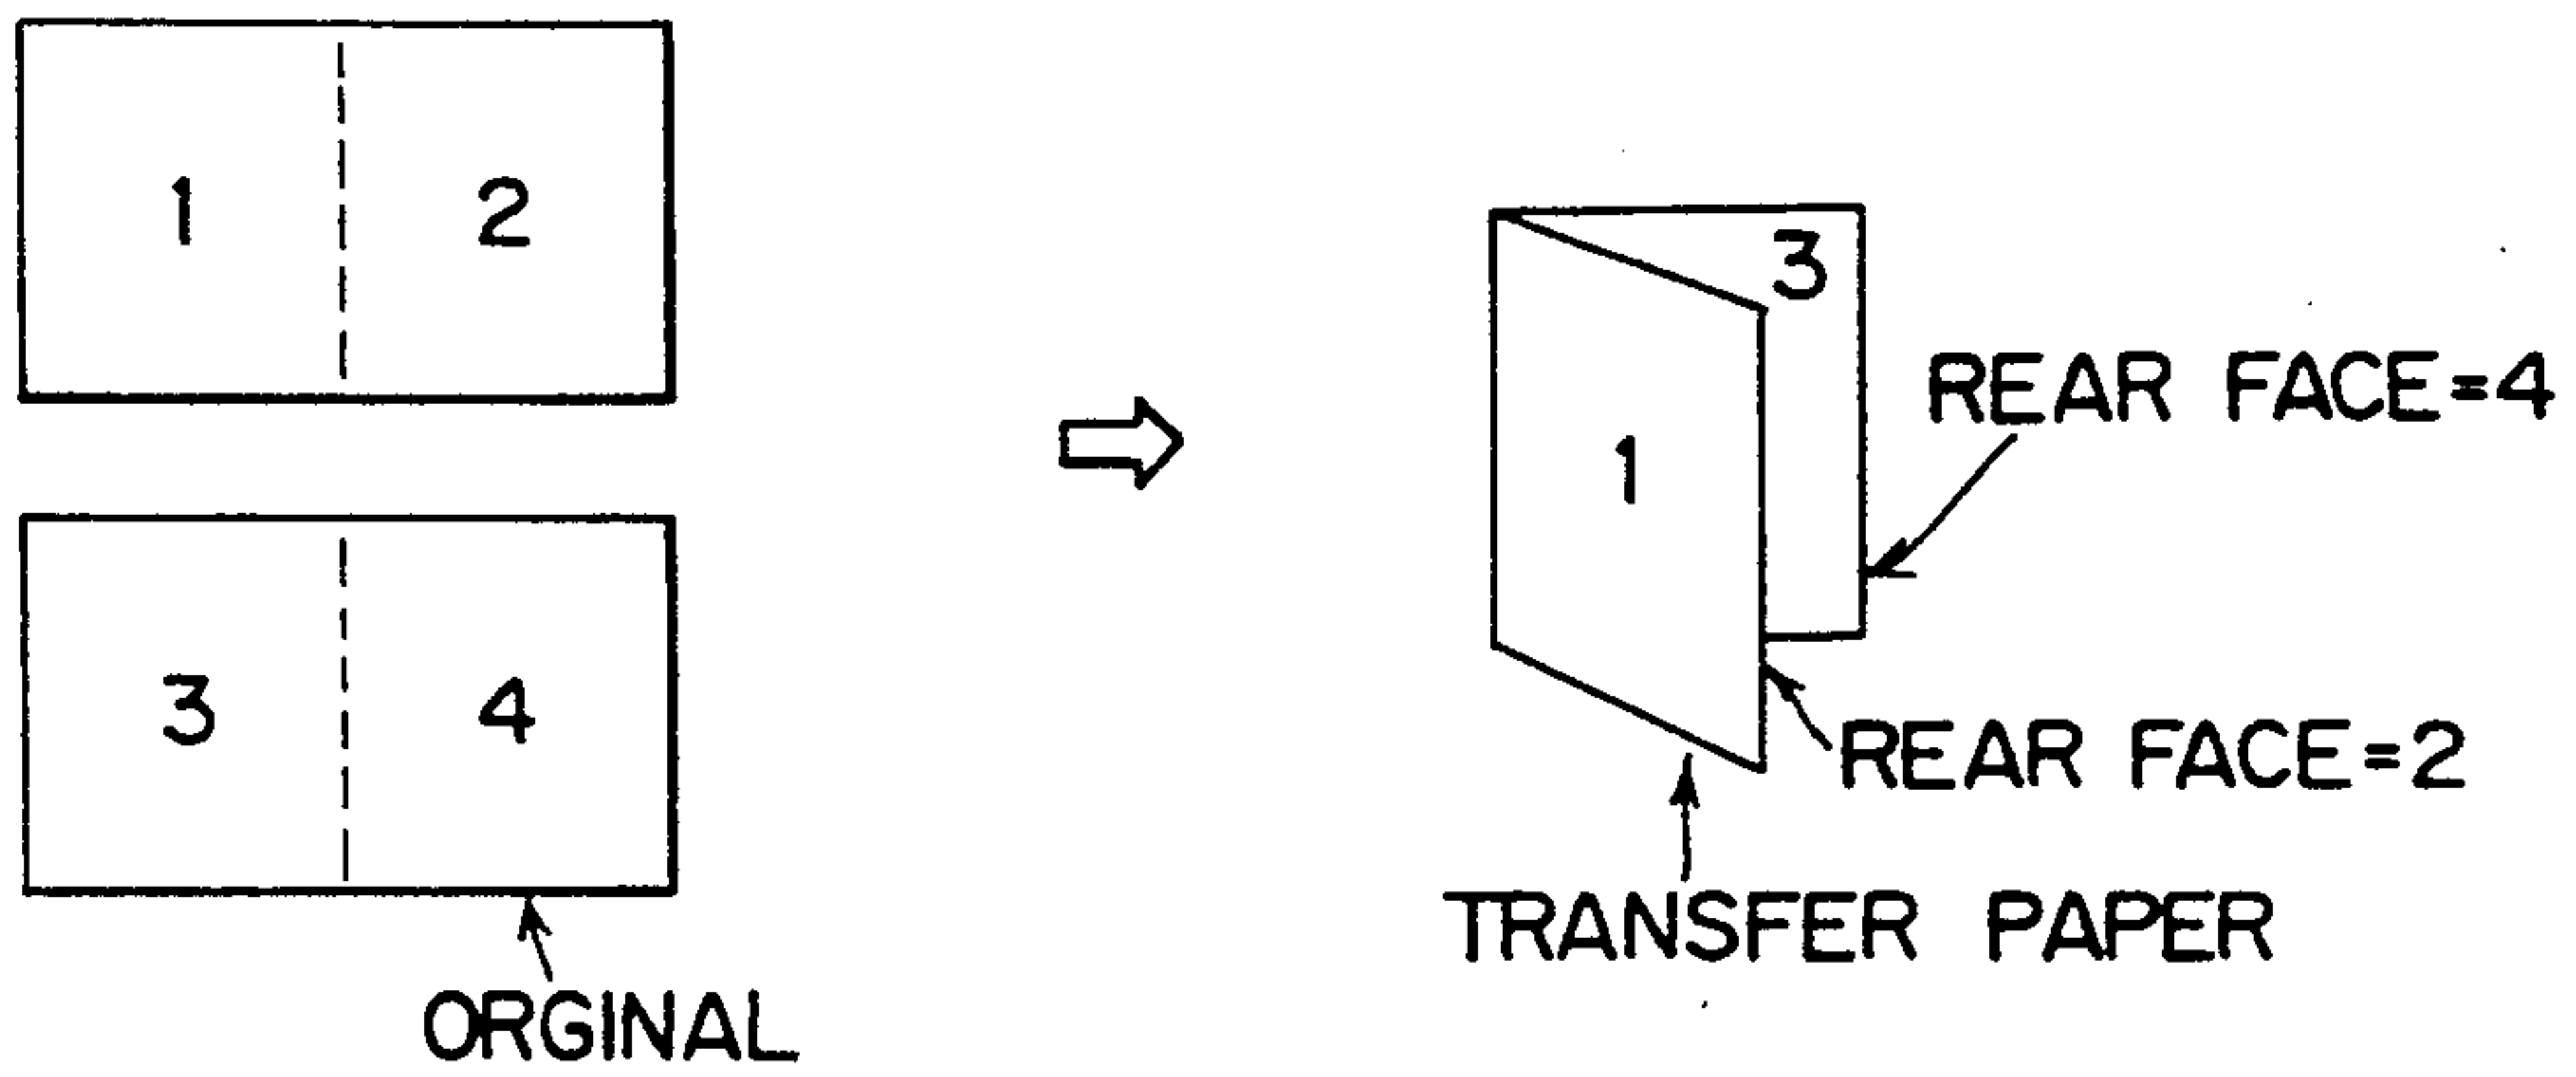 1 2
3 4
ORGINAL
3
1
REAR FACE=4
REAR FACE=2
TRANSFER PAPER